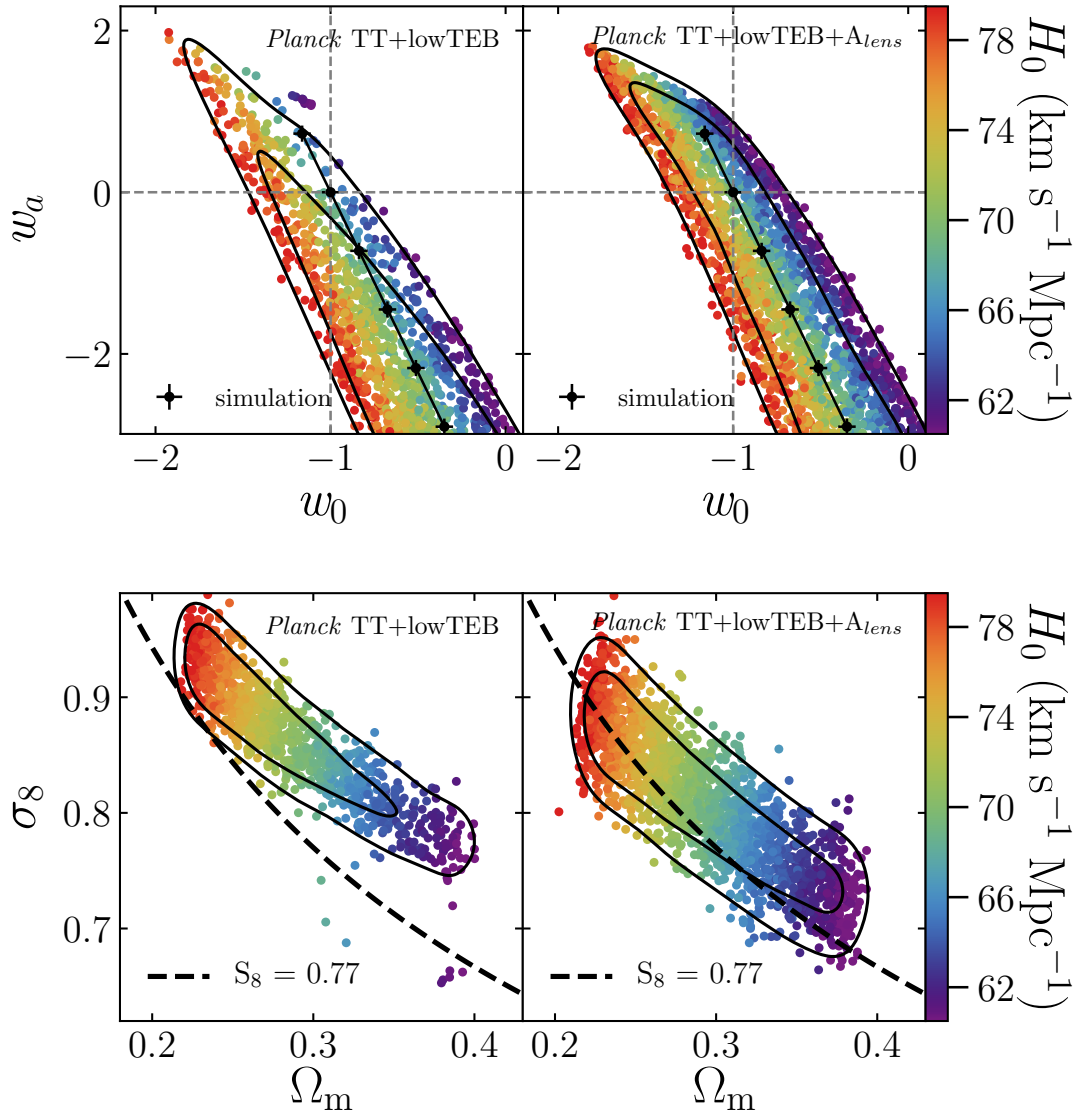 Planck TT+lowTEB
Planck TT+lowTEB+A_lens
2
0
−2
w_a
simulation
simulation
−2 −1 0
−2 −1 0
w_0
w_0
78
74
70
66
62
H_0 (km s^−1 Mpc^−1)
Planck TT+lowTEB
Planck TT+lowTEB+A_lens
0.9
0.8
0.7
σ_8
S_8 = 0.77
S_8 = 0.77
0.2 0.3 0.4
0.2 0.3 0.4
Ω_m
Ω_m
78
74
70
66
62
H_0 (km s^−1 Mpc^−1)